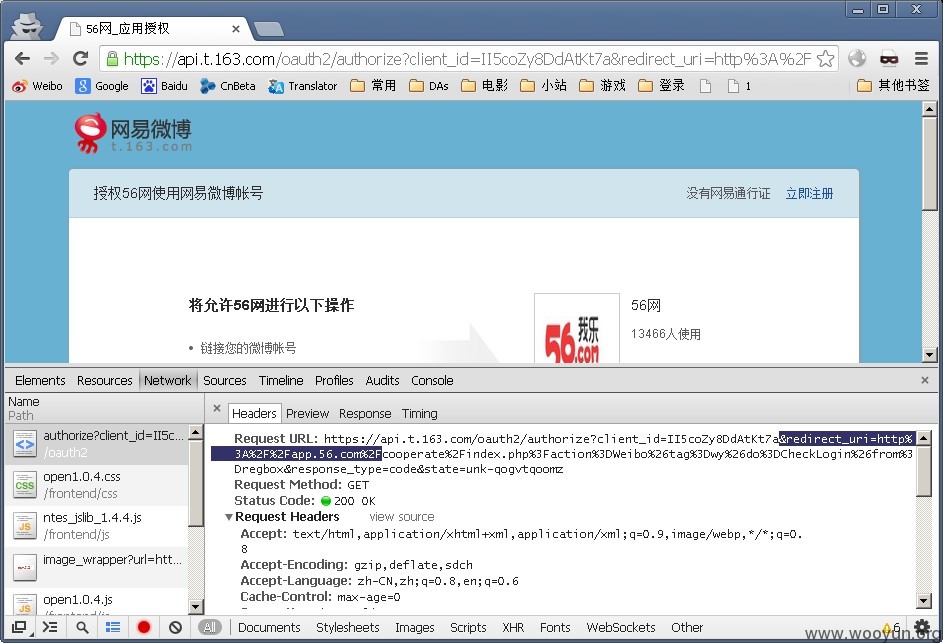 56网_应用授权
https://api.t.163.com/oauth2/authorize?client_id=II5coZy8DdAtKt7a&redirect_uri=http%3A%2F
Weibo Google Baidu CnBeta Translator 常用 DAs 电影 小站 游戏 登录 1 其他书签
网易微博
t.163.com
授权56网使用网易微博帐号 没有网易通行证 立即注册
将允许56网进行以下操作
• 链接您的微博帐号
56.com 我乐
56网
13466人使用
Elements Resources Network Sources Timeline Profiles Audits Console
Name
Path
authorize?client_id=II5c...
/oauth2
open1.0.4.css
/frontend/css
ntes_jslib_1.4.4.js
/frontend/js
image_wrapper?url=htt...
open1.0.4.js
/frontend/js
Headers Preview Response Timing
Request URL: https://api.t.163.com/oauth2/authorize?client_id=II5coZy8DdAtKt7a&redirect_uri=http%
3A%2F%2Fapp.56.com%2Fcooperate%2Findex.php%3Faction%3DWeibo%26tag%3Dwy%26do%3DCheckLogin%26from%3
Dregbox&response_type=code&state=unk-qogvtqoomz
Request Method: GET
Status Code: 200 OK
Request Headers view source
Accept: text/html,application/xhtml+xml,application/xml;q=0.9,image/webp,*/*;q=0.
8
Accept-Encoding: gzip,deflate,sdch
Accept-Language: zh-CN,zh;q=0.8,en;q=0.6
Cache-Control: max-age=0
All Documents Stylesheets Images Scripts XHR Fonts WebSockets Other 6
www.wooyun.org